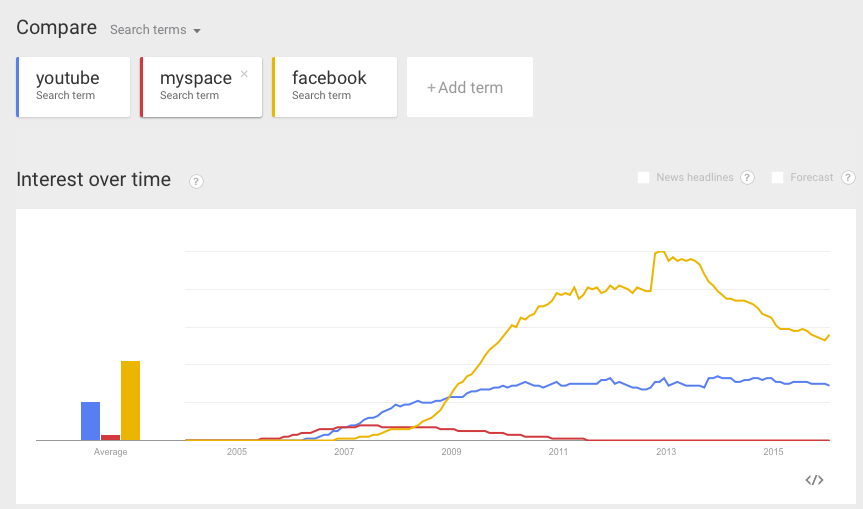 Compare Search terms
youtube
Search term
myspace ×
Search term
facebook
Search term
+ Add term
Interest over time ?
News headlines ?
Forecast ?
Average
2005
2007
2009
2011
2013
2015
</>